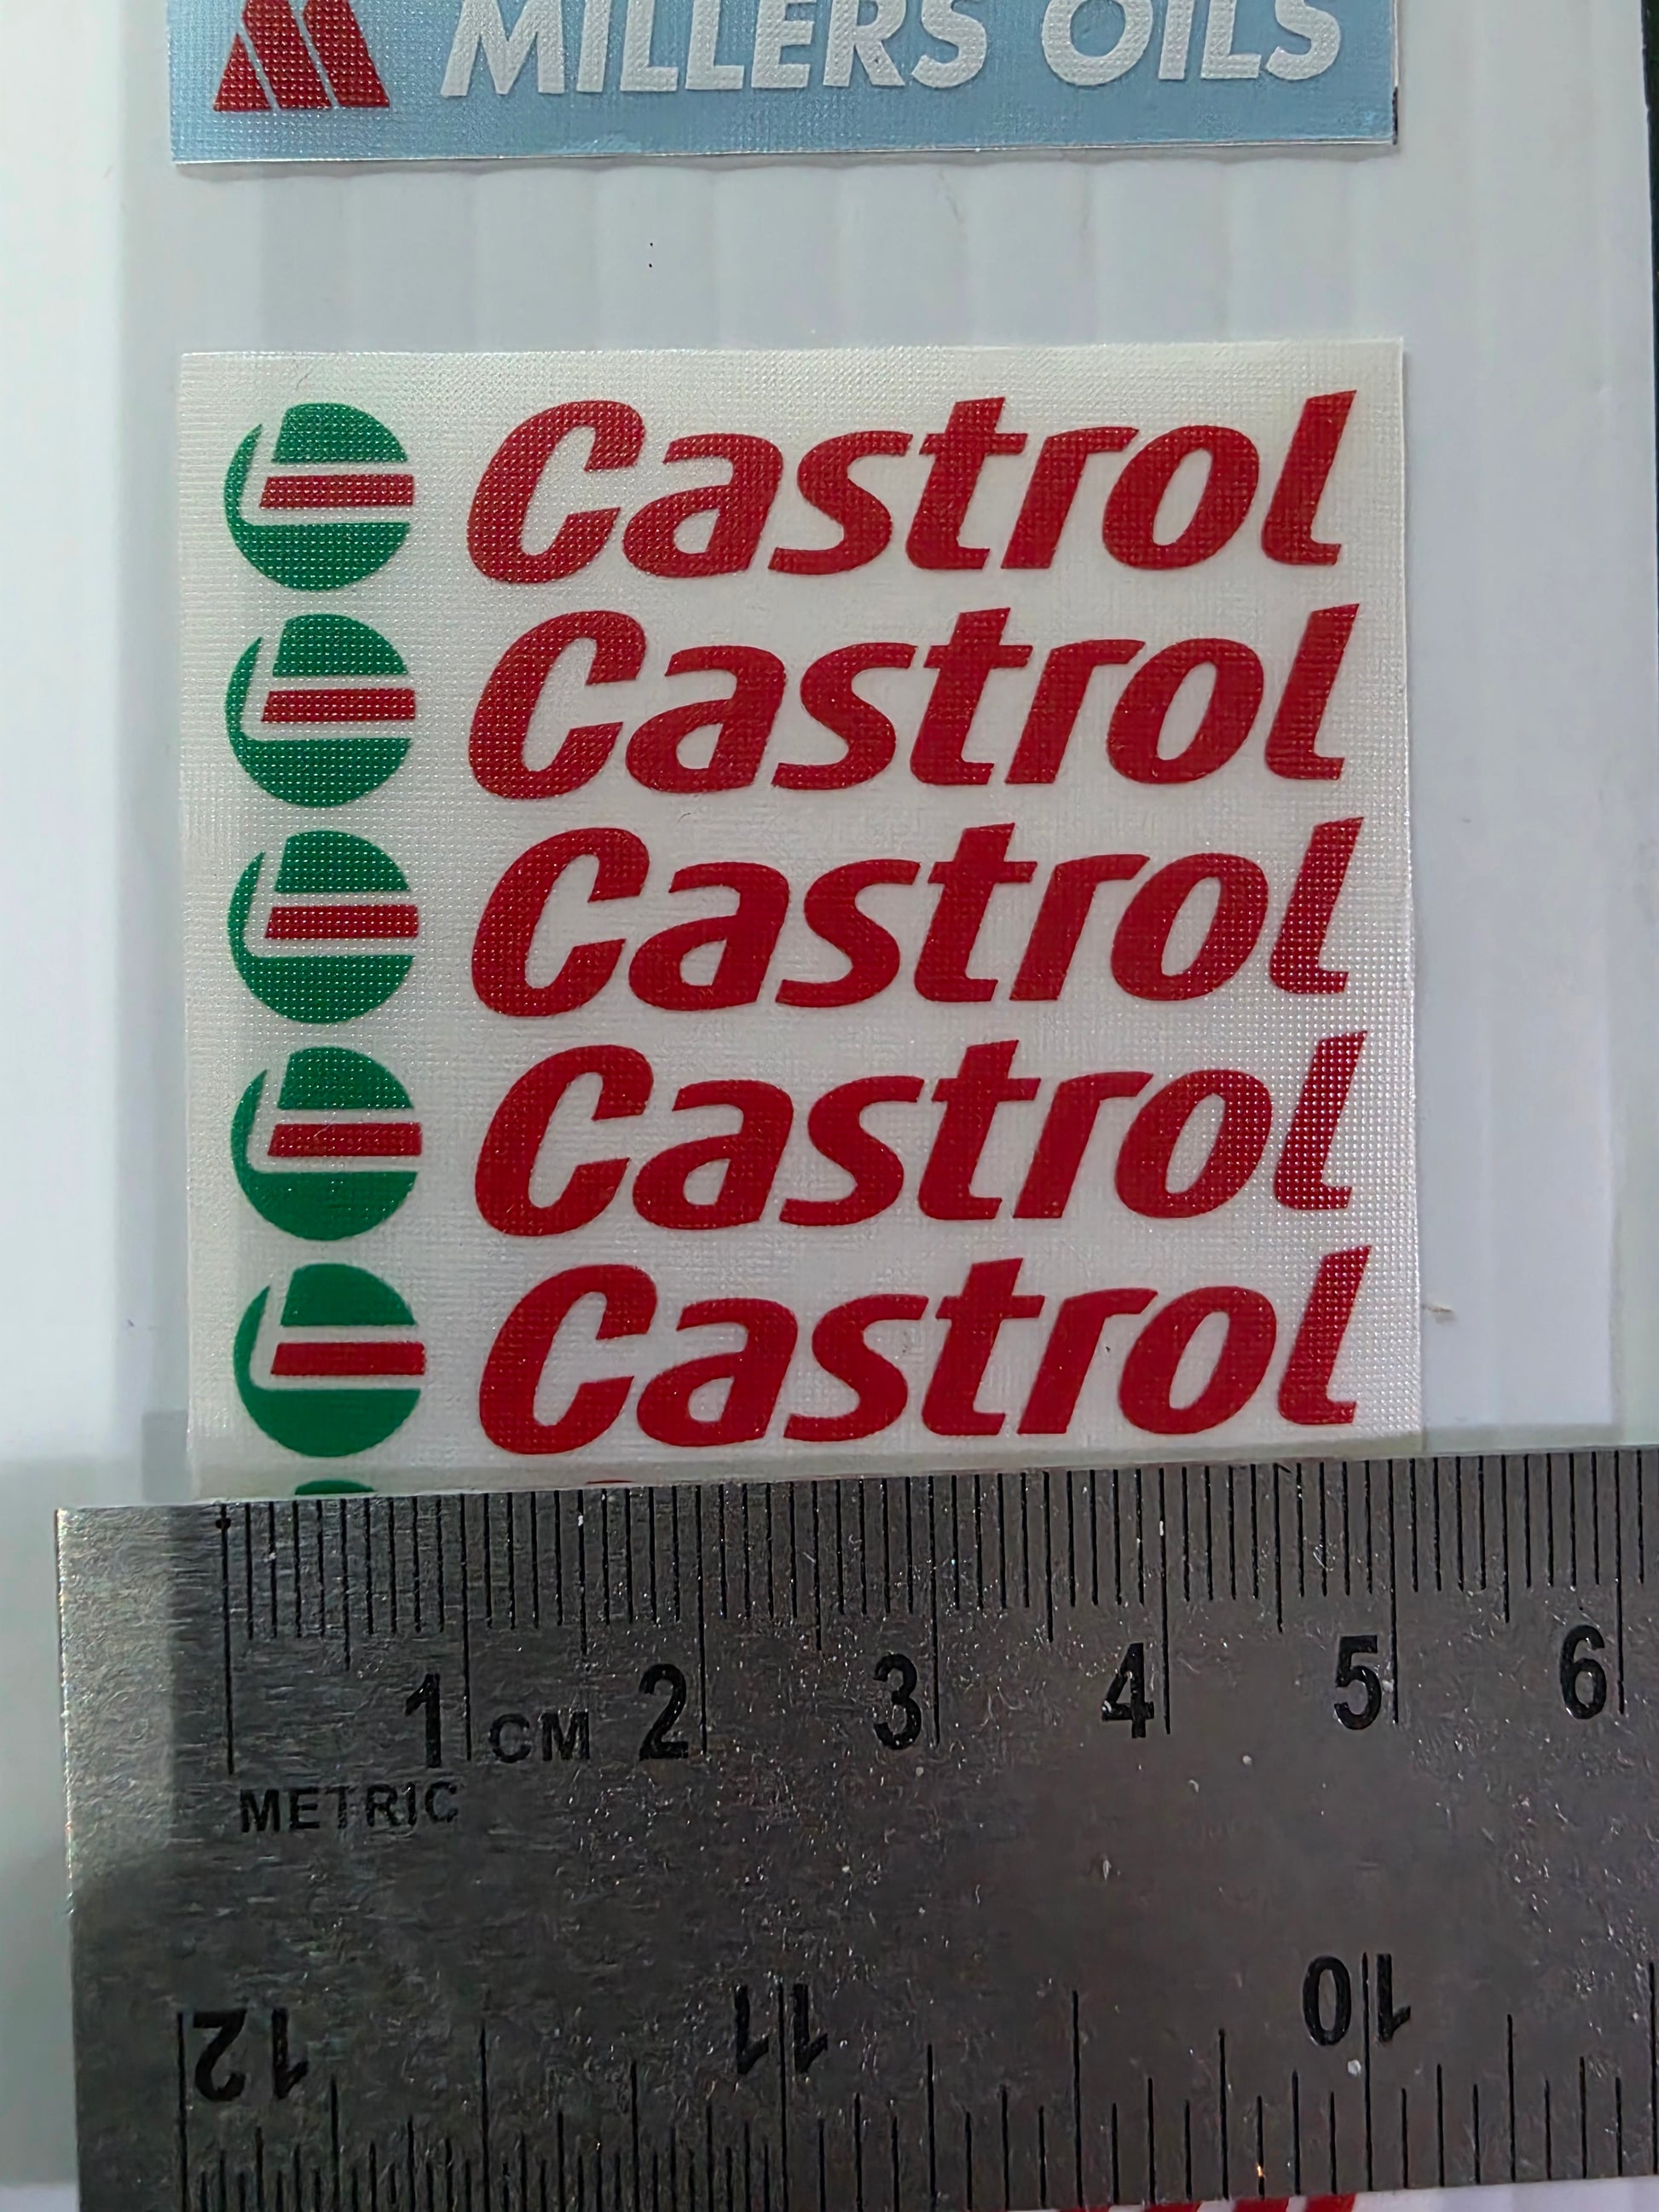 MILLERS OILS
Castrol
Castrol
Castrol
Castrol
Castrol
1 CM 2 3 4 5 6
METRIC
12 11 10